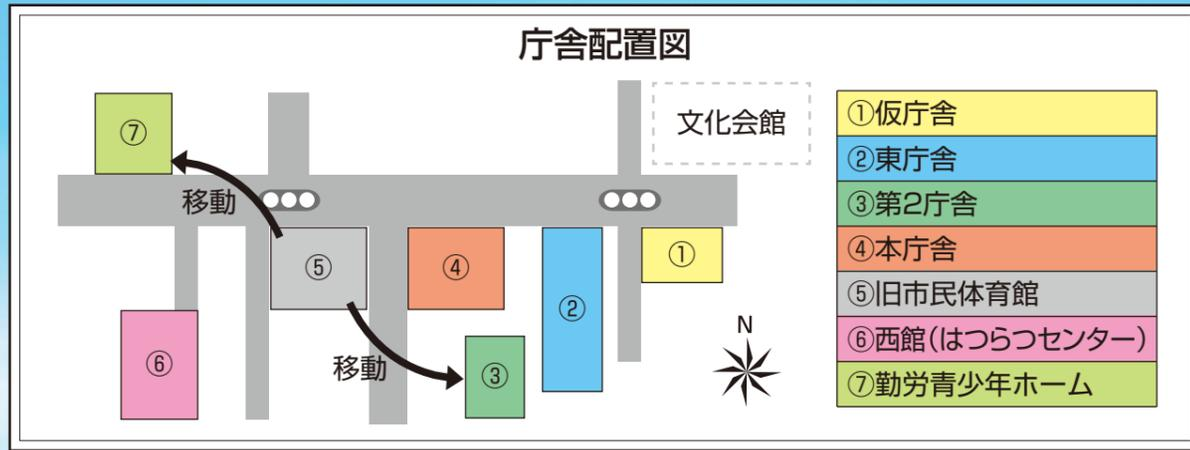 庁舎配置図
文化会館
⑦
移動
⑤
④
①
②
⑥
移動
③
N
①仮庁舎
②東庁舎
③第2庁舎
④本庁舎
⑤旧市民体育館
⑥西館(はつらつセンター)
⑦勤労青少年ホーム